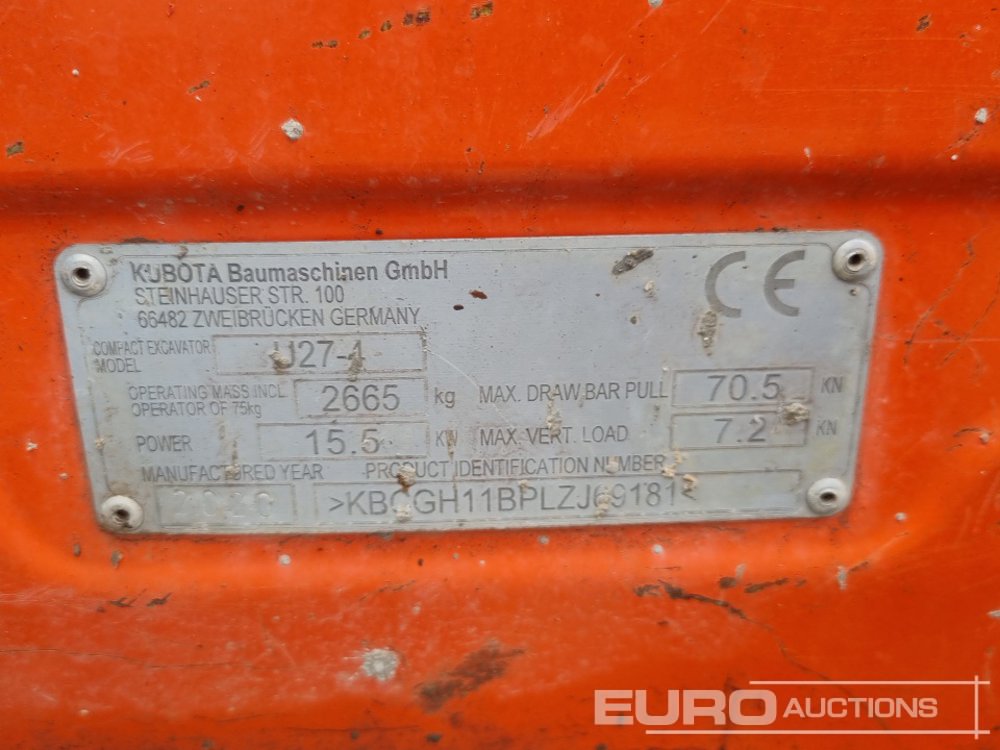 KUBOTA Baumaschinen GmbH
STEINHAUSER STR. 100
66482 ZWEIBRÜCKEN GERMANY
CE
COMPACT EXCAVATOR MODEL U27-4
OPERATING MASS INCL. OPERATOR OF 75kg 2665 kg
MAX. DRAW BAR PULL 70.5 KN
POWER 15.5 KW
MAX. VERT. LOAD 7.2 KN
MANUFACTURED YEAR 2020
PRODUCT IDENTIFICATION NUMBER
EURO AUCTIONS